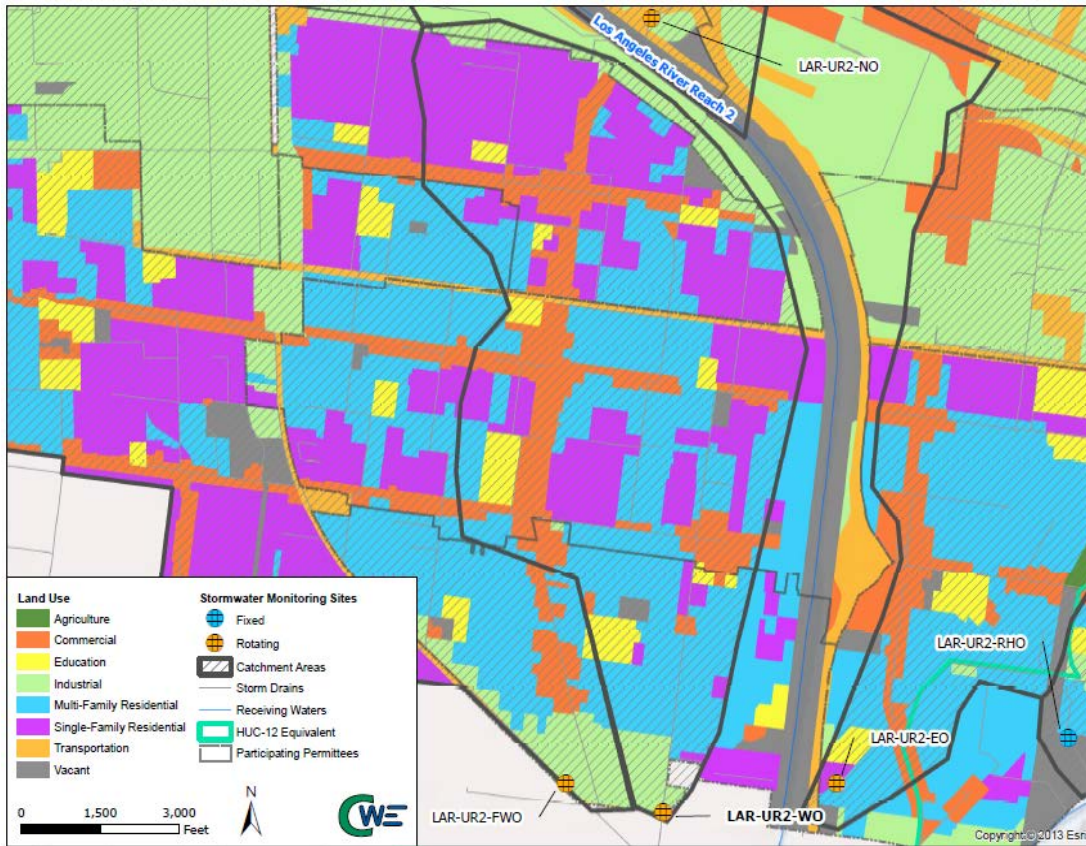 Los Angeles River Reach 2
LAR-UR2-NO
LAR-UR2-RHO
LAR-UR2-EO
LAR-UR2-FWO
LAR-UR2-WO
Land Use
Agriculture
Commercial
Education
Industrial
Multi-Family Residential
Single-Family Residential
Transportation
Vacant
Stormwater Monitoring Sites
Fixed
Rotating
Catchment Areas
Storm Drains
Receiving Waters
HUC-12 Equivalent
Participating Permittees
0 1,500 3,000
Feet
N
CWE
Copyright:© 2013 Esri